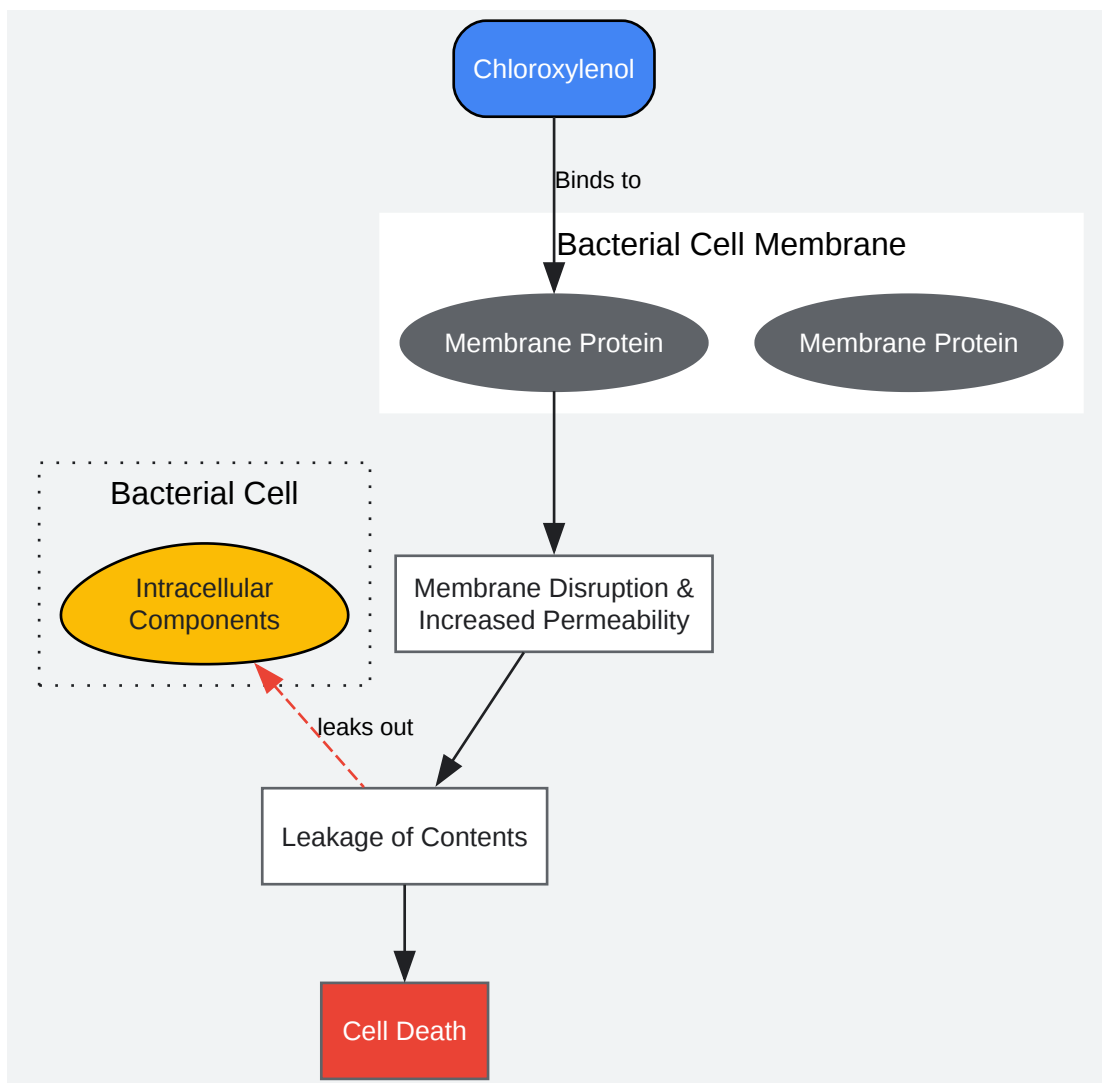 Chloroxylenol
Binds to
Bacterial Cell Membrane
Membrane Protein
Membrane Protein
Bacterial Cell
Intracellular
Components
Membrane Disruption &
Increased Permeability
leaks out
Leakage of Contents
Cell Death